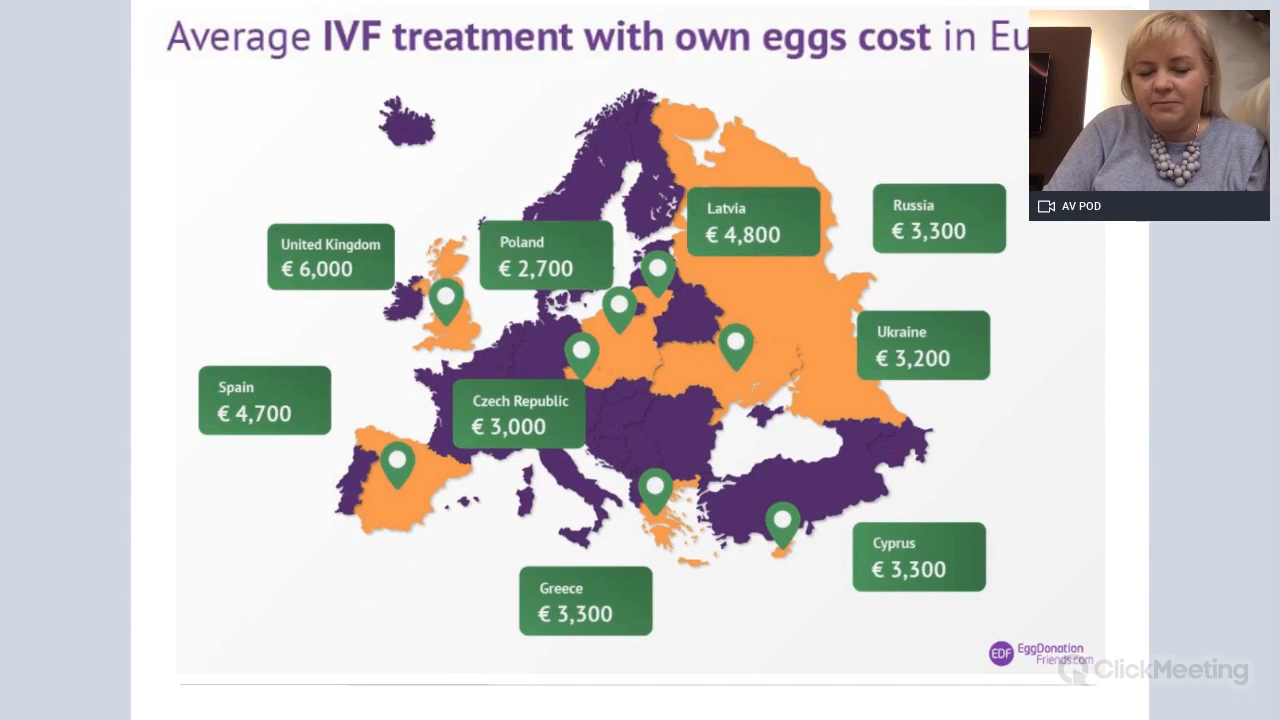 Average IVF treatment with own eggs cost in Eu
AV POD
Latvia
€ 4,800
Russia
€ 3,300
United Kingdom
€ 6,000
Poland
€ 2,700
Ukraine
€ 3,200
Spain
€ 4,700
Czech Republic
€ 3,000
Cyprus
€ 3,300
Greece
€ 3,300
EDF EggDonation
Friends.com
ClickMeeting